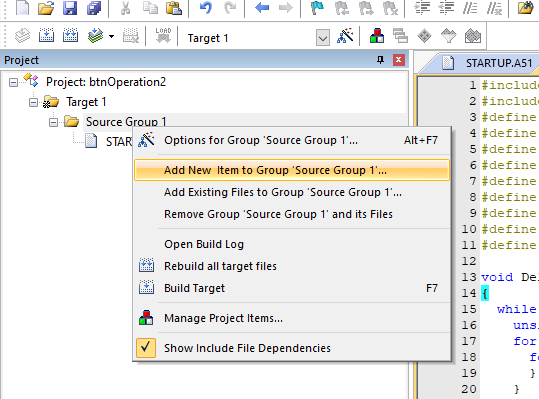 LOAD
Target 1
Project
STARTUP.A51
Project: btnOperation2
Target 1
Source Group 1
STAR
Options for Group 'Source Group 1'... Alt+F7
Add New Item to Group 'Source Group 1'...
Add Existing Files to Group 'Source Group 1'...
Remove Group 'Source Group 1' and its Files
Open Build Log
Rebuild all target files
Build Target F7
Manage Project Items...
Show Include File Dependencies
1 #include
2 #include
3 #define
4 #define
5 #define
6 #define
7 #define
8 #define
9 #define
10 #define
11 #define
12
13 void De
14 {
15 while
16 unsi
17 for
18 fo
19 }
20 }